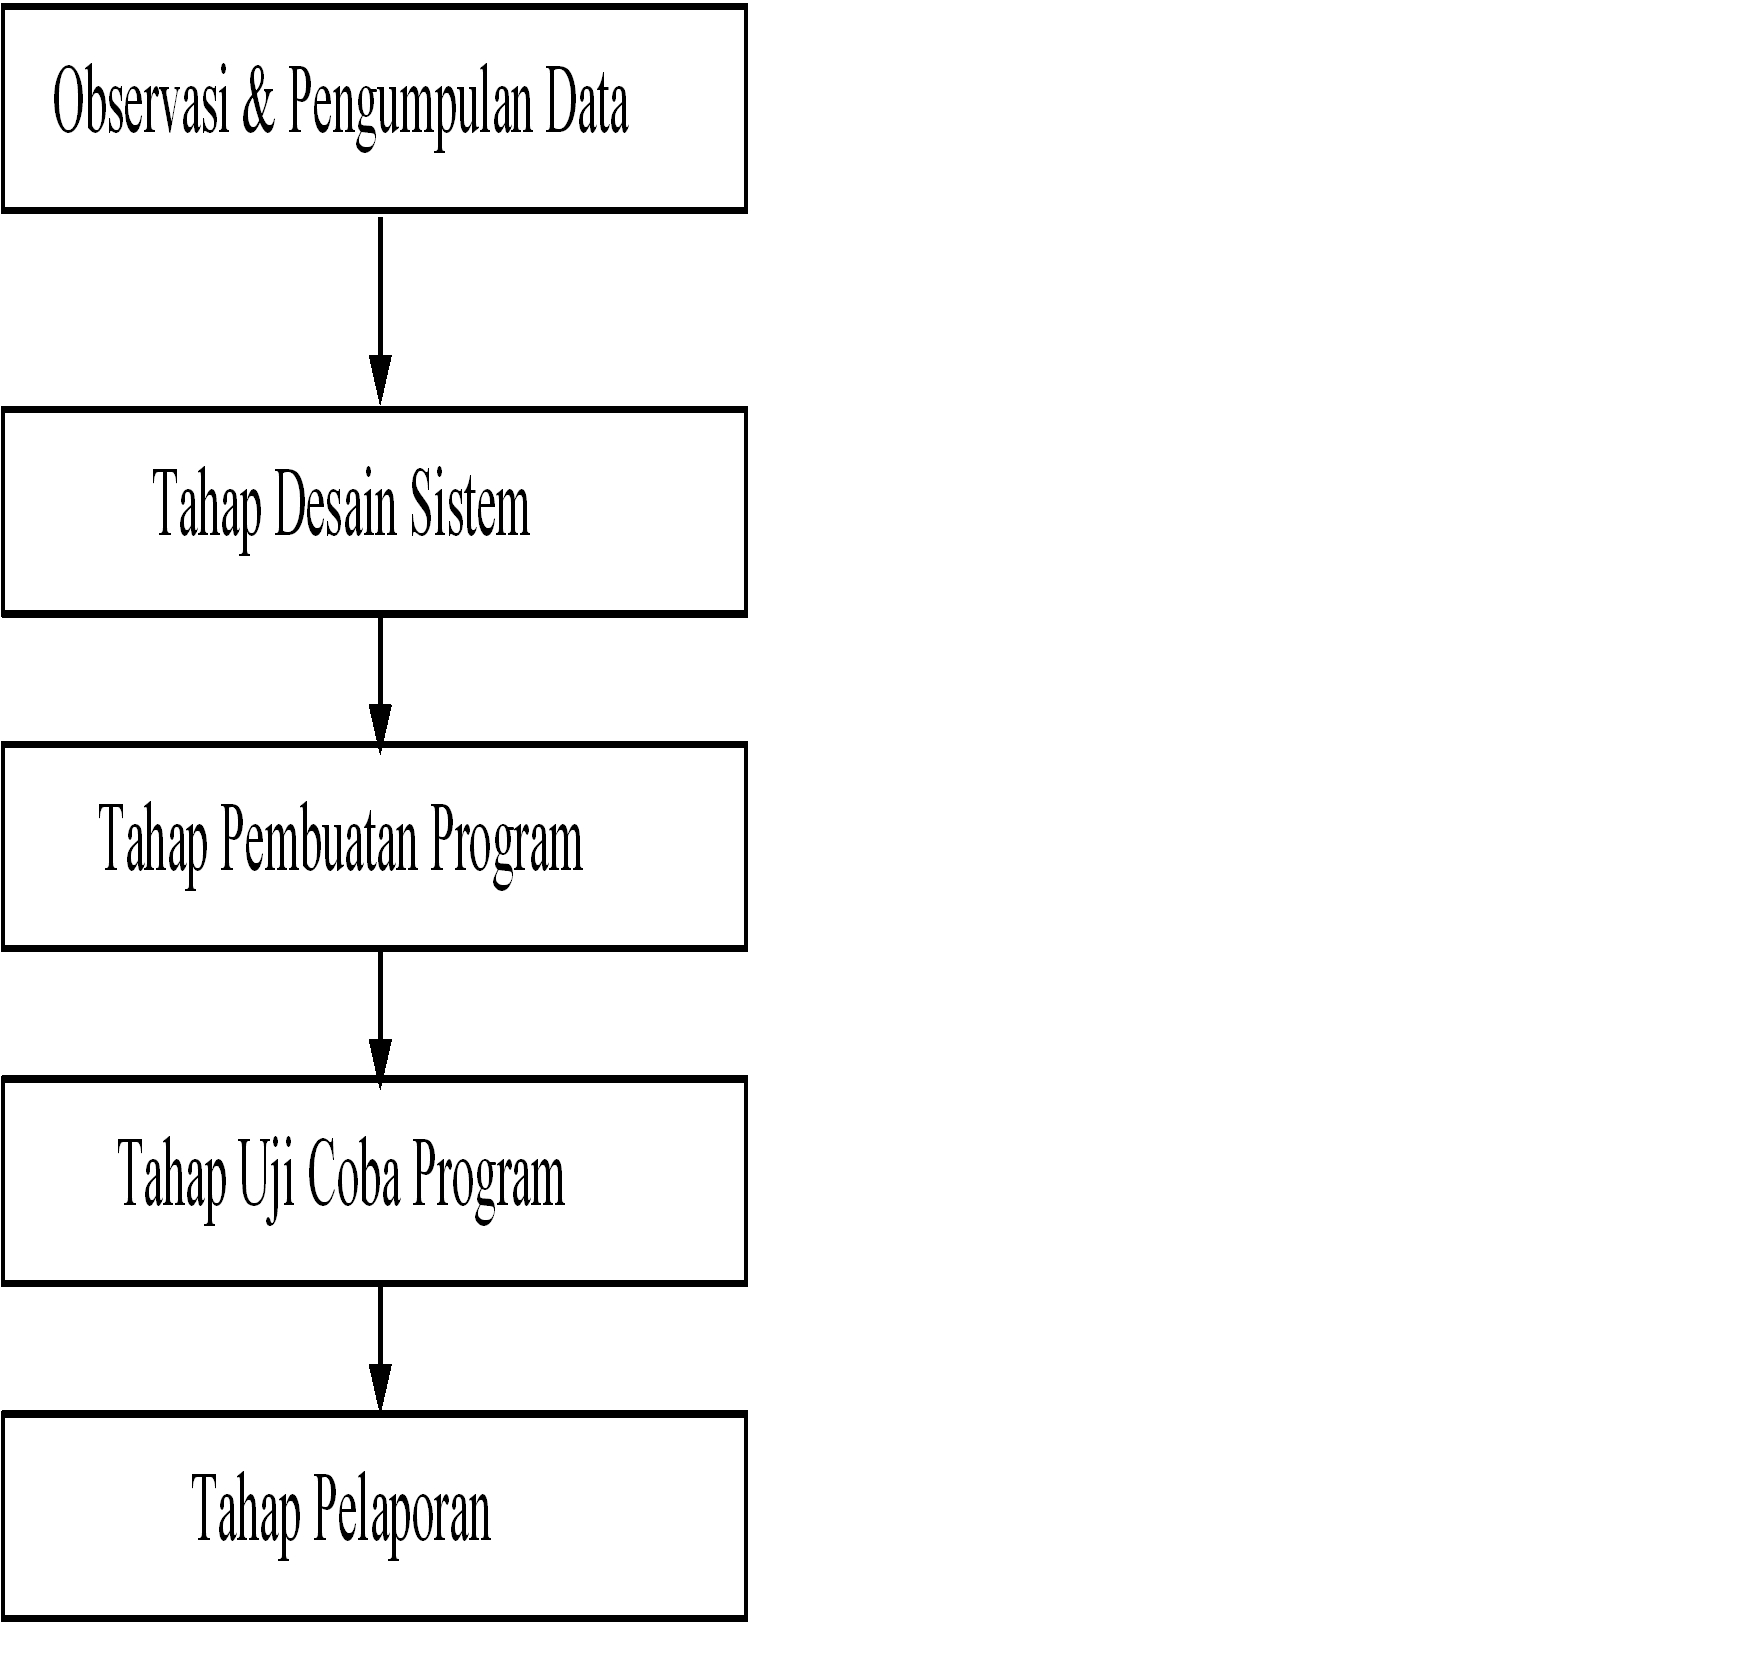 Observasi & Pengumpulan Data
Tahap Desain Sistem
Tahap Pembuatan Program
Tahap Uji Coba Program
Tahap Pelaporan